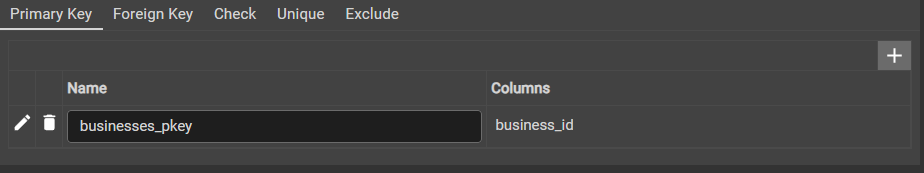 Primary Key Foreign Key Check Unique Exclude
+
Name Columns
businesses_pkey business_id